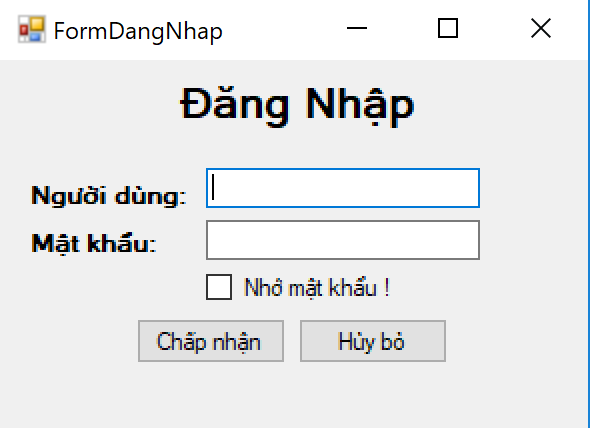 FormDangNhap
Đăng Nhập
Người dùng:
Mật khẩu:
Nhớ mật khẩu !
Chấp nhận Hủy bỏ